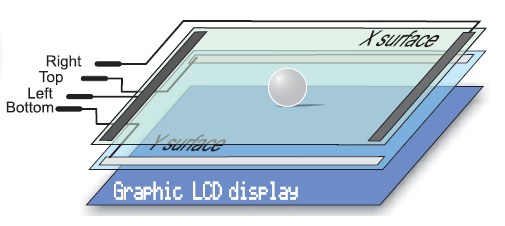 X surface
Right
Top
Left
Bottom
Y surface
Graphic LCD display